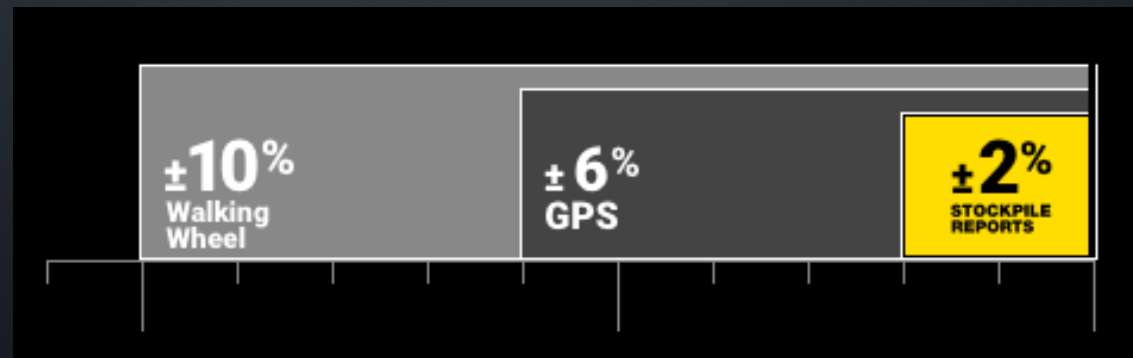 ±10%
Walking
Wheel
± 6%
GPS
±2%
STOCKPILE
REPORTS